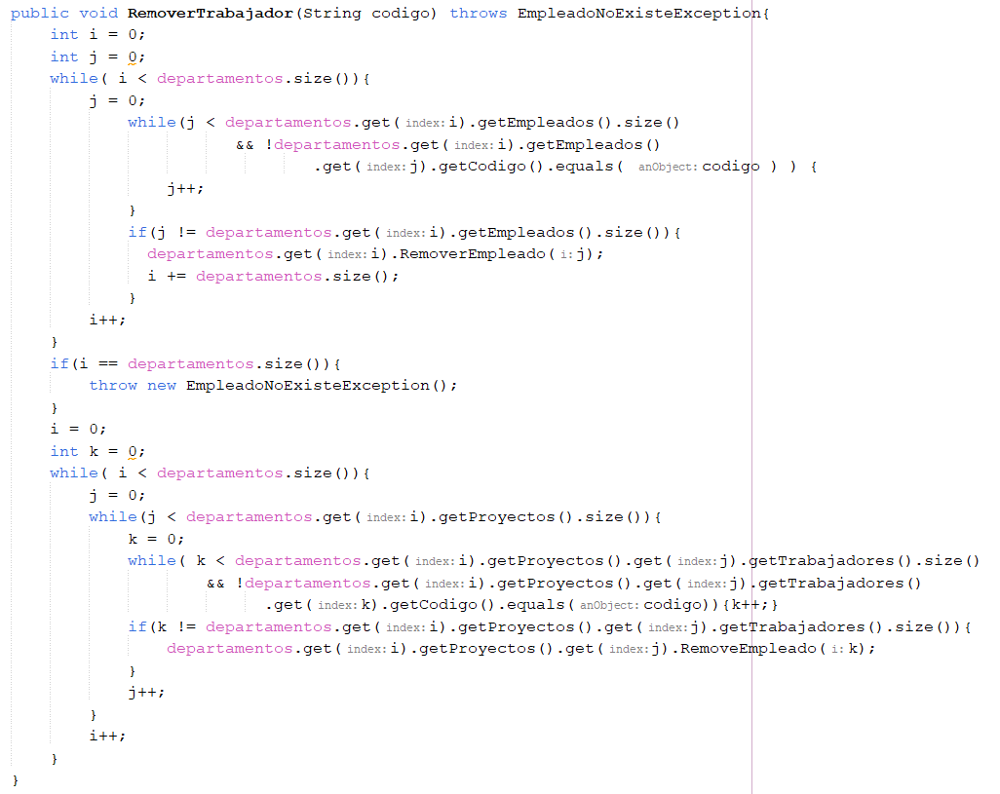 public void RemoverTrabajador(String codigo) throws EmpleadoNoExisteException{
    int i = 0;
    int j = 0;
    while( i < departamentos.size()){
        j = 0;
            while(j < departamentos.get( index: i).getEmpleados().size()
                       && !departamentos.get( index: i).getEmpleados()
                               .get( index: j).getCodigo().equals( anObject: codigo ) ) {
                j++;
            }
            if(j != departamentos.get( index: i).getEmpleados().size()){
              departamentos.get( index: i).RemoverEmpleado( i: j);
              i += departamentos.size();
            }
        i++;
    }
    if(i == departamentos.size()){
        throw new EmpleadoNoExisteException();
    }
    i = 0;
    int k = 0;
    while( i < departamentos.size()){
        j = 0;
        while(j < departamentos.get( index: i).getProyectos().size()){
            k = 0;
            while( k < departamentos.get( index: i).getProyectos().get( index: j).getTrabajadores().size()
                    && !departamentos.get( index: i).getProyectos().get( index: j).getTrabajadores()
                          .get( index: k).getCodigo().equals( anObject: codigo)){k++;}
            if(k != departamentos.get( index: i).getProyectos().get( index: j).getTrabajadores().size()){
                departamentos.get( index: i).getProyectos().get( index: j).RemoveEmpleado( i: k);
            }
            j++;
        }
        i++;
    }
}